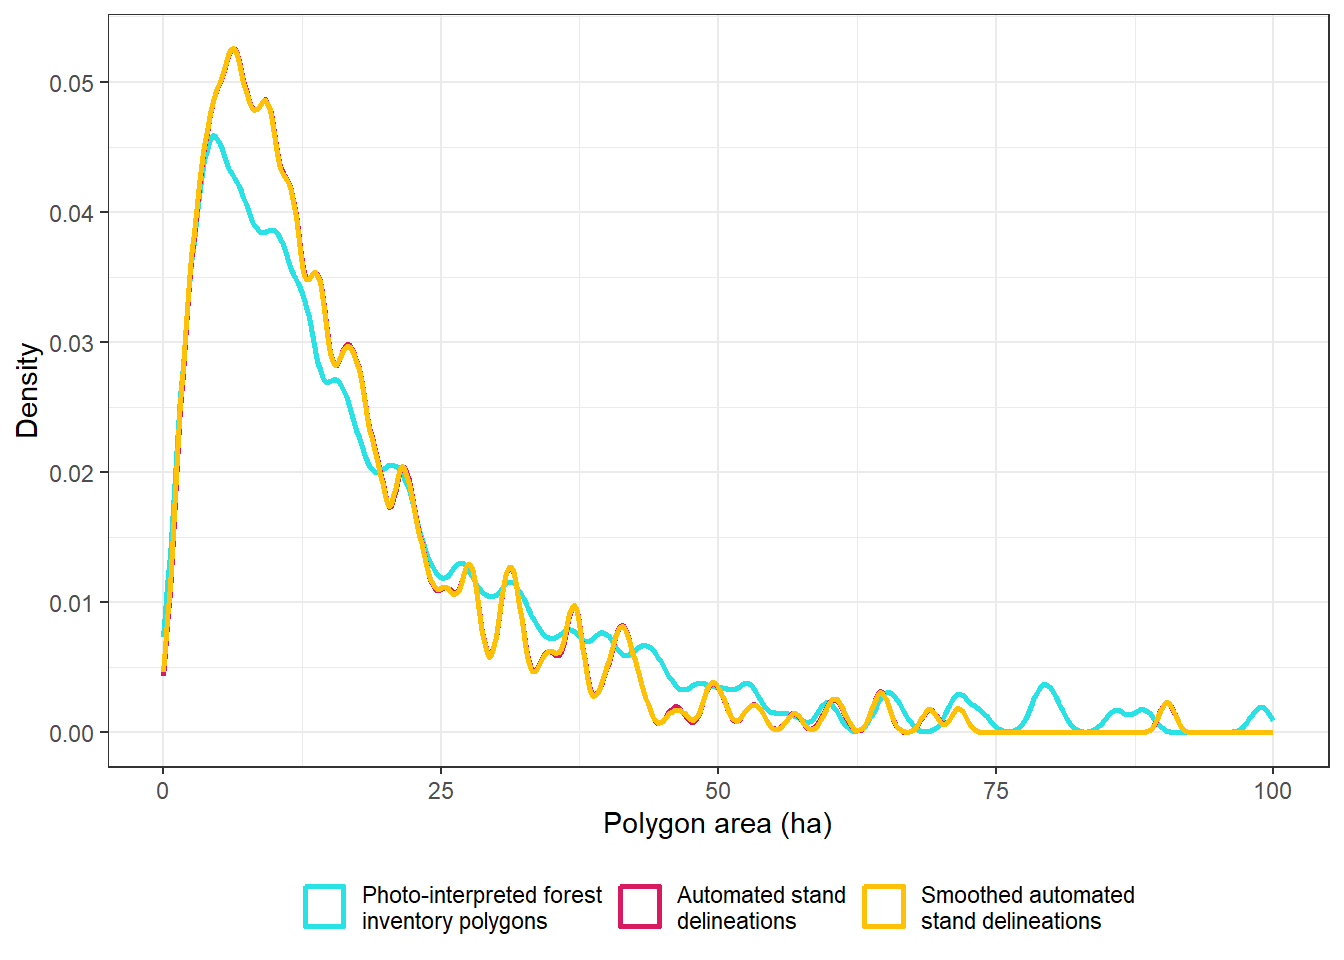 0.05
0.04
0.03
0.02
0.01
0.00
Density
0 25 50 75 100
Polygon area (ha)
Photo-interpreted forest
inventory polygons
Automated stand
delineations
Smoothed automated
stand delineations